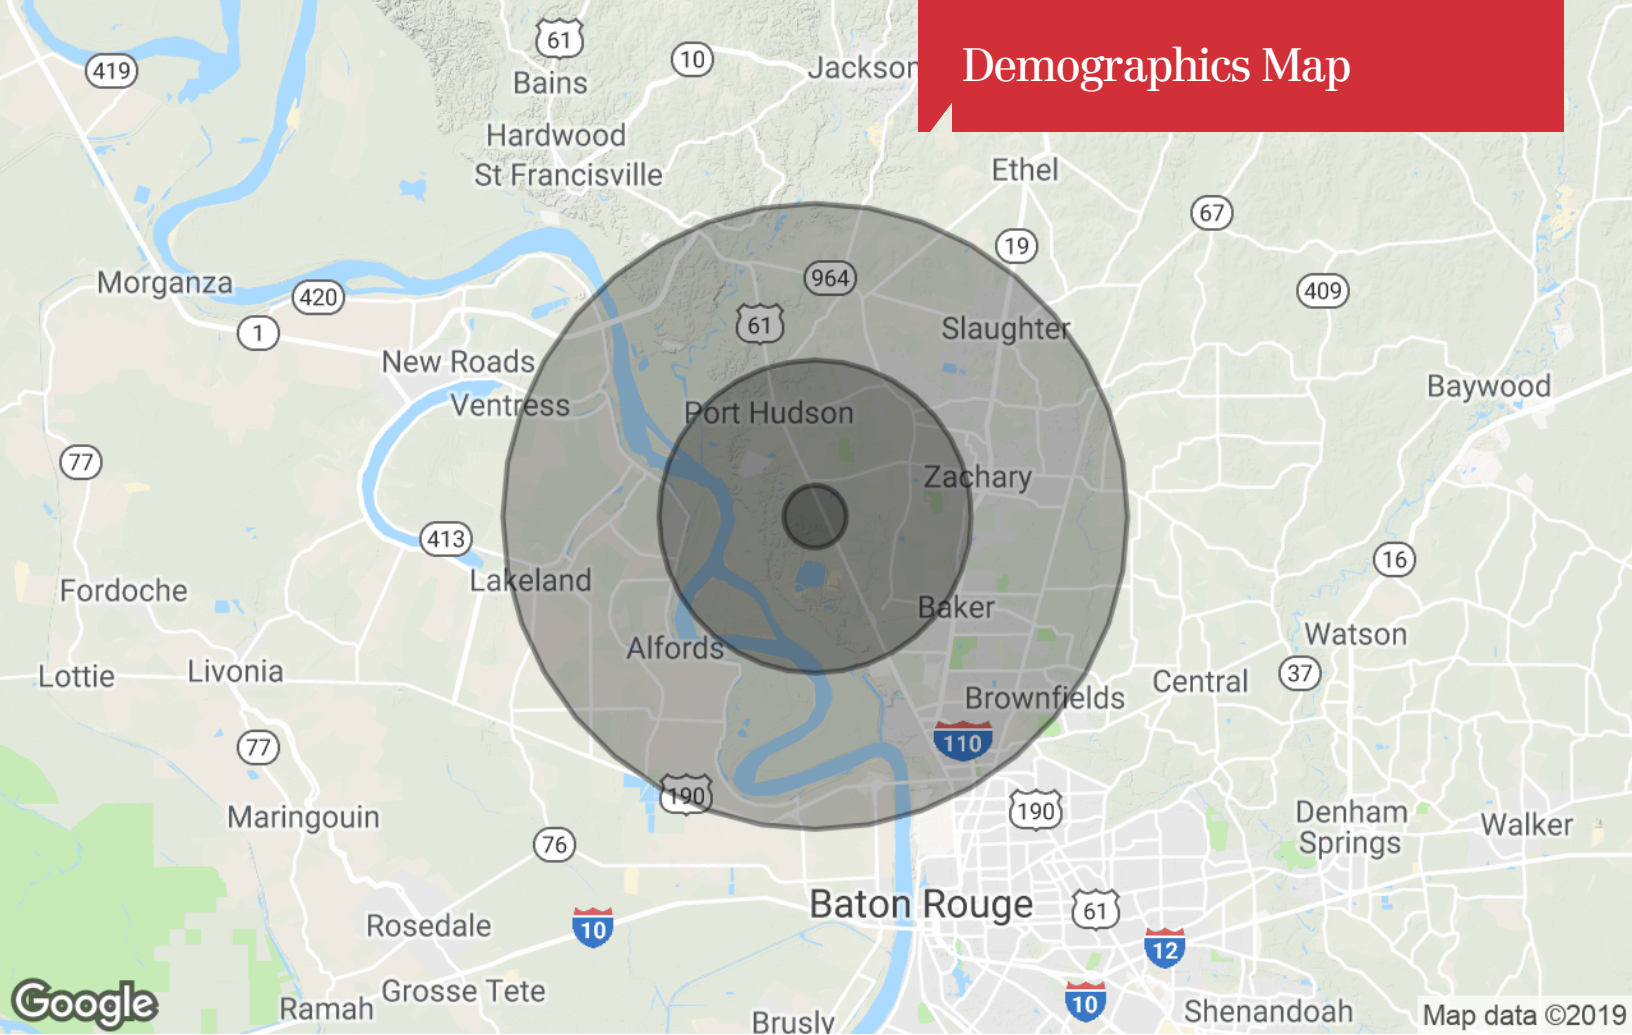 Demographics Map
61
419
10
Bains
Jackson
Hardwood
St Francisville
Ethel
67
19
964
Morganza
420
409
1
61
Slaughter
New Roads
Baywood
Ventress
Port Hudson
77
Zachary
413
16
Lakeland
Fordoche
Baker
Watson
Alfords
Lottie
Livonia
Central
37
Brownfields
77
110
190
190
Maringouin
Denham
Springs
Walker
76
Baton Rouge
61
Rosedale
10
12
Grosse Tete
10
Google
Ramah
Shenandoah
Brusly
Map data ©2019